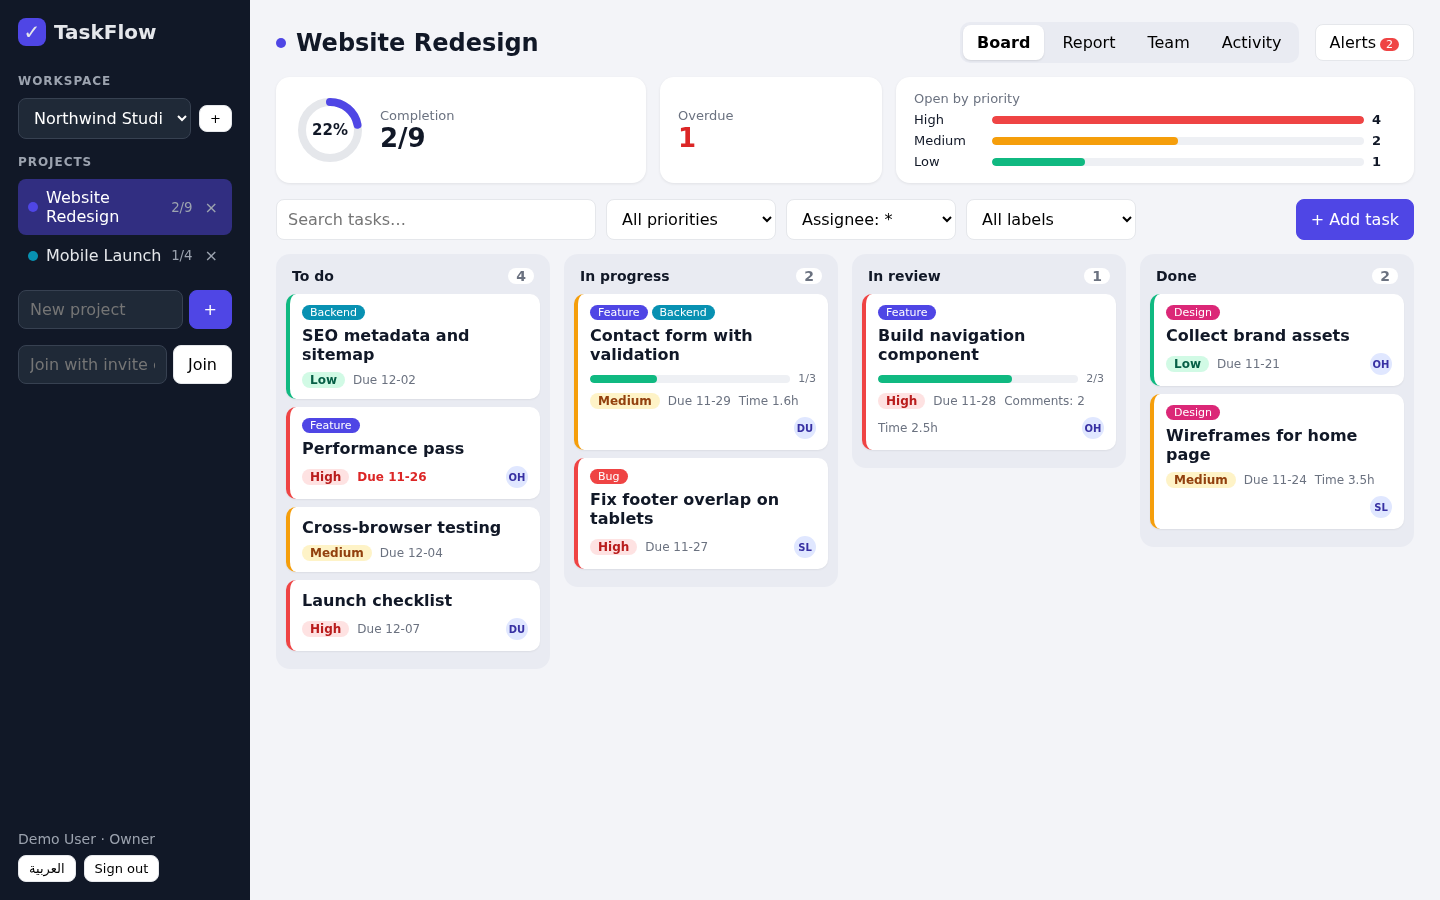 ✓ TaskFlow
WORKSPACE
Northwind Studi
+
PROJECTS
Website
Redesign
2/9 ×
Mobile Launch 1/4 ×
New project
+
Join with invite
Join
Demo User · Owner
العربية
Sign out
Website Redesign
Board Report Team Activity
Alerts 2
22%
Completion
2/9
Overdue
1
Open by priority
High 4
Medium 2
Low 1
Search tasks…
All priorities
Assignee: *
All labels
+ Add task
To do 4
Backend
SEO metadata and
sitemap
Low Due 12-02
Feature
Performance pass
High Due 11-26 OH
Cross-browser testing
Medium Due 12-04
Launch checklist
High Due 12-07 DU
In progress 2
Feature Backend
Contact form with
validation
1/3
Medium Due 11-29 Time 1.6h
DU
Bug
Fix footer overlap on
tablets
High Due 11-27 SL
In review 1
Feature
Build navigation
component
2/3
High Due 11-28 Comments: 2
Time 2.5h OH
Done 2
Design
Collect brand assets
Low Due 11-21 OH
Design
Wireframes for home
page
Medium Due 11-24 Time 3.5h
SL